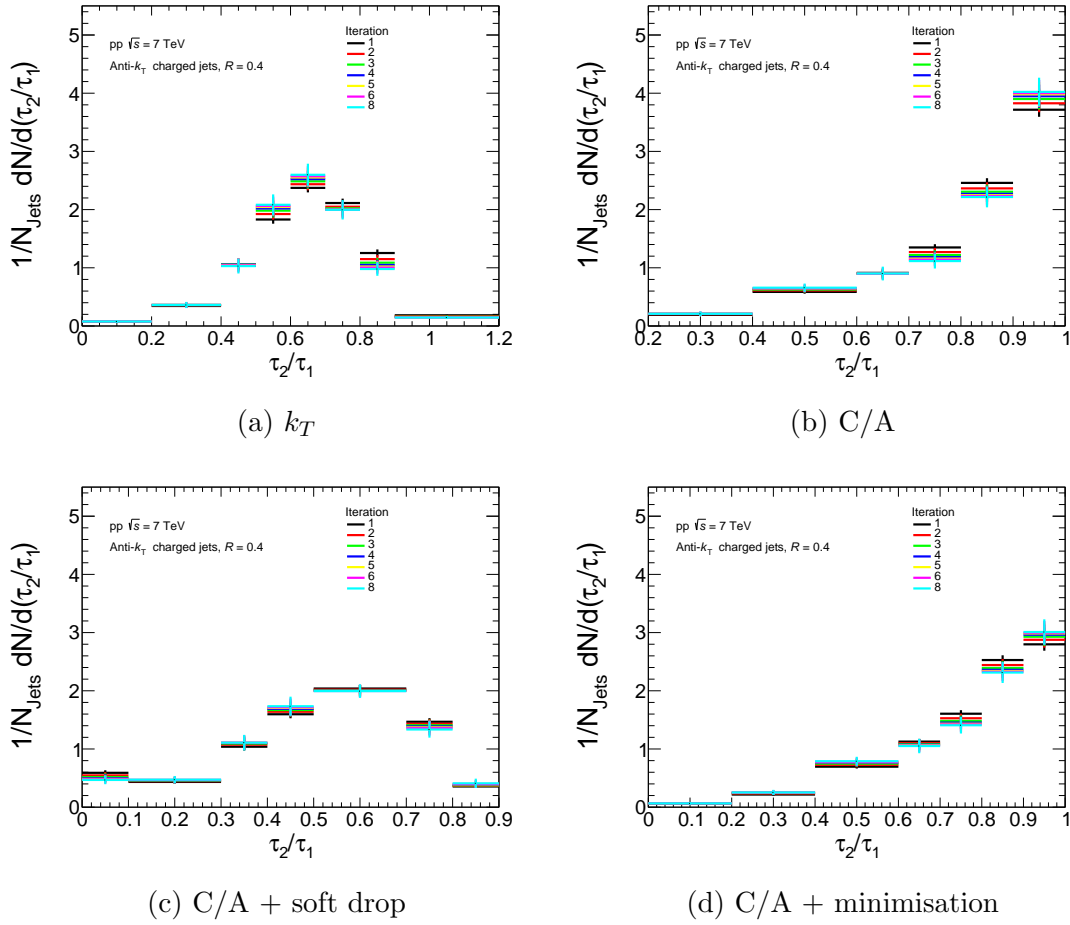 1/N_Jets dN/d(τ₂/τ₁)
5
4
3
2
1
0
pp √s = 7 TeV
Anti-k_T charged jets, R = 0.4
Iteration
1
2
3
4
5
6
8
0 0.2 0.4 0.6 0.8 1 1.2
τ₂/τ₁
(a) k_T
1/N_Jets dN/d(τ₂/τ₁)
5
4
3
2
1
0
pp √s = 7 TeV
Anti-k_T charged jets, R = 0.4
Iteration
1
2
3
4
5
6
8
0.2 0.3 0.4 0.5 0.6 0.7 0.8 0.9 1
τ₂/τ₁
(b) C/A
1/N_Jets dN/d(τ₂/τ₁)
5
4
3
2
1
0
pp √s = 7 TeV
Anti-k_T charged jets, R = 0.4
Iteration
1
2
3
4
5
6
8
0 0.1 0.2 0.3 0.4 0.5 0.6 0.7 0.8 0.9
τ₂/τ₁
(c) C/A + soft drop
1/N_Jets dN/d(τ₂/τ₁)
5
4
3
2
1
0
pp √s = 7 TeV
Anti-k_T charged jets, R = 0.4
Iteration
1
2
3
4
5
6
8
0 0.1 0.2 0.3 0.4 0.5 0.6 0.7 0.8 0.9 1
τ₂/τ₁
(d) C/A + minimisation